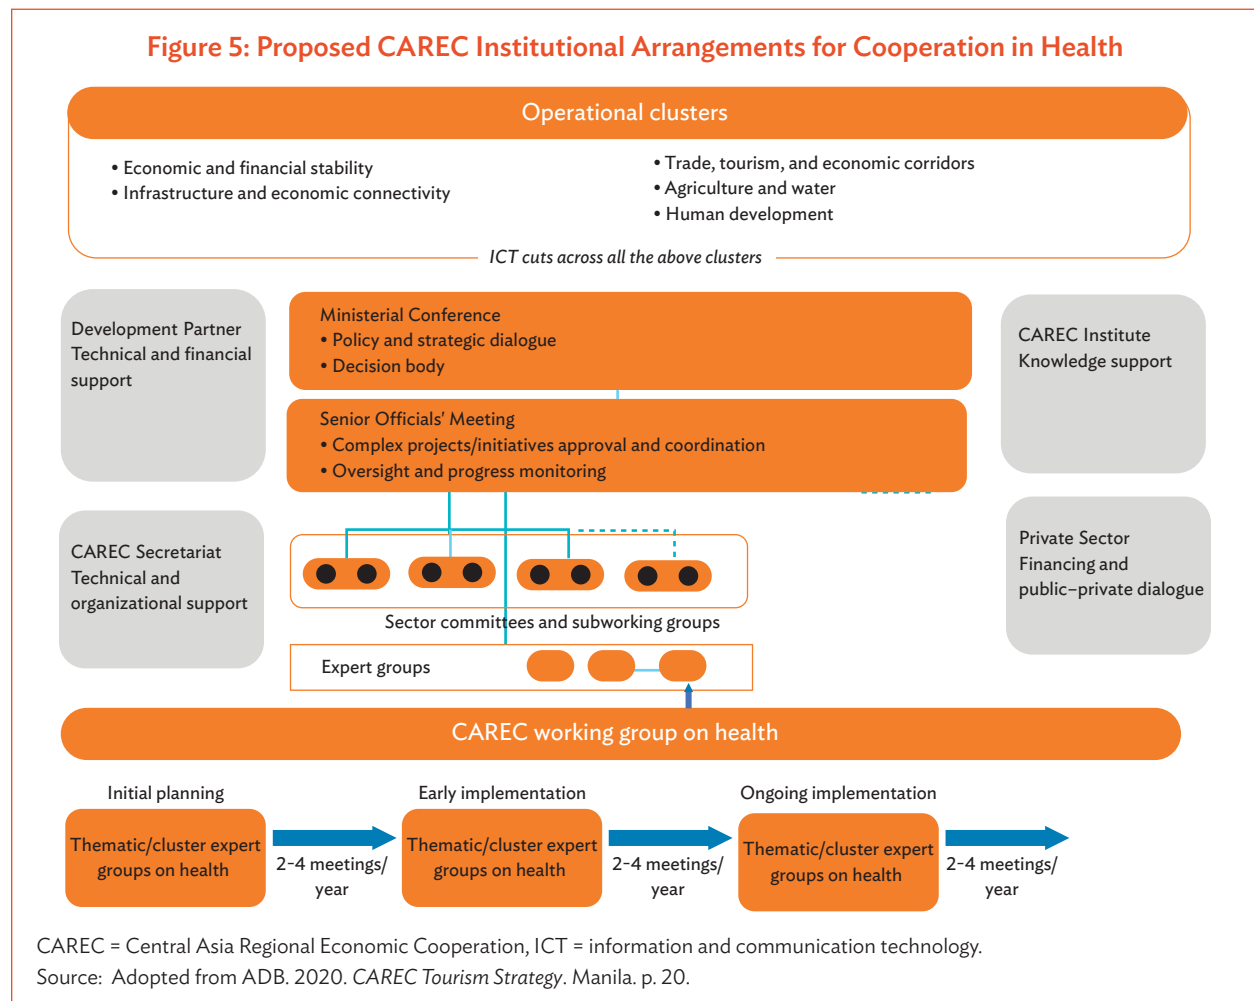 Figure 5: Proposed CAREC Institutional Arrangements for Cooperation in Health
Operational clusters
• Economic and financial stability
• Infrastructure and economic connectivity
• Trade, tourism, and economic corridors
• Agriculture and water
• Human development
ICT cuts across all the above clusters
Development Partner
Technical and financial
support
Ministerial Conference
• Policy and strategic dialogue
• Decision body
CAREC Institute
Knowledge support
Senior Officials' Meeting
• Complex projects/initiatives approval and coordination
• Oversight and progress monitoring
CAREC Secretariat
Technical and
organizational support
Private Sector
Financing and
public–private dialogue
Sector committees and subworking groups
Expert groups
CAREC working group on health
Initial planning
Thematic/cluster expert
groups on health
2-4 meetings/
year
Early implementation
Thematic/cluster expert
groups on health
2-4 meetings/
year
Ongoing implementation
Thematic/cluster expert
groups on health
2-4 meetings/
year
CAREC = Central Asia Regional Economic Cooperation, ICT = information and communication technology.
Source: Adopted from ADB. 2020. CAREC Tourism Strategy. Manila. p. 20.